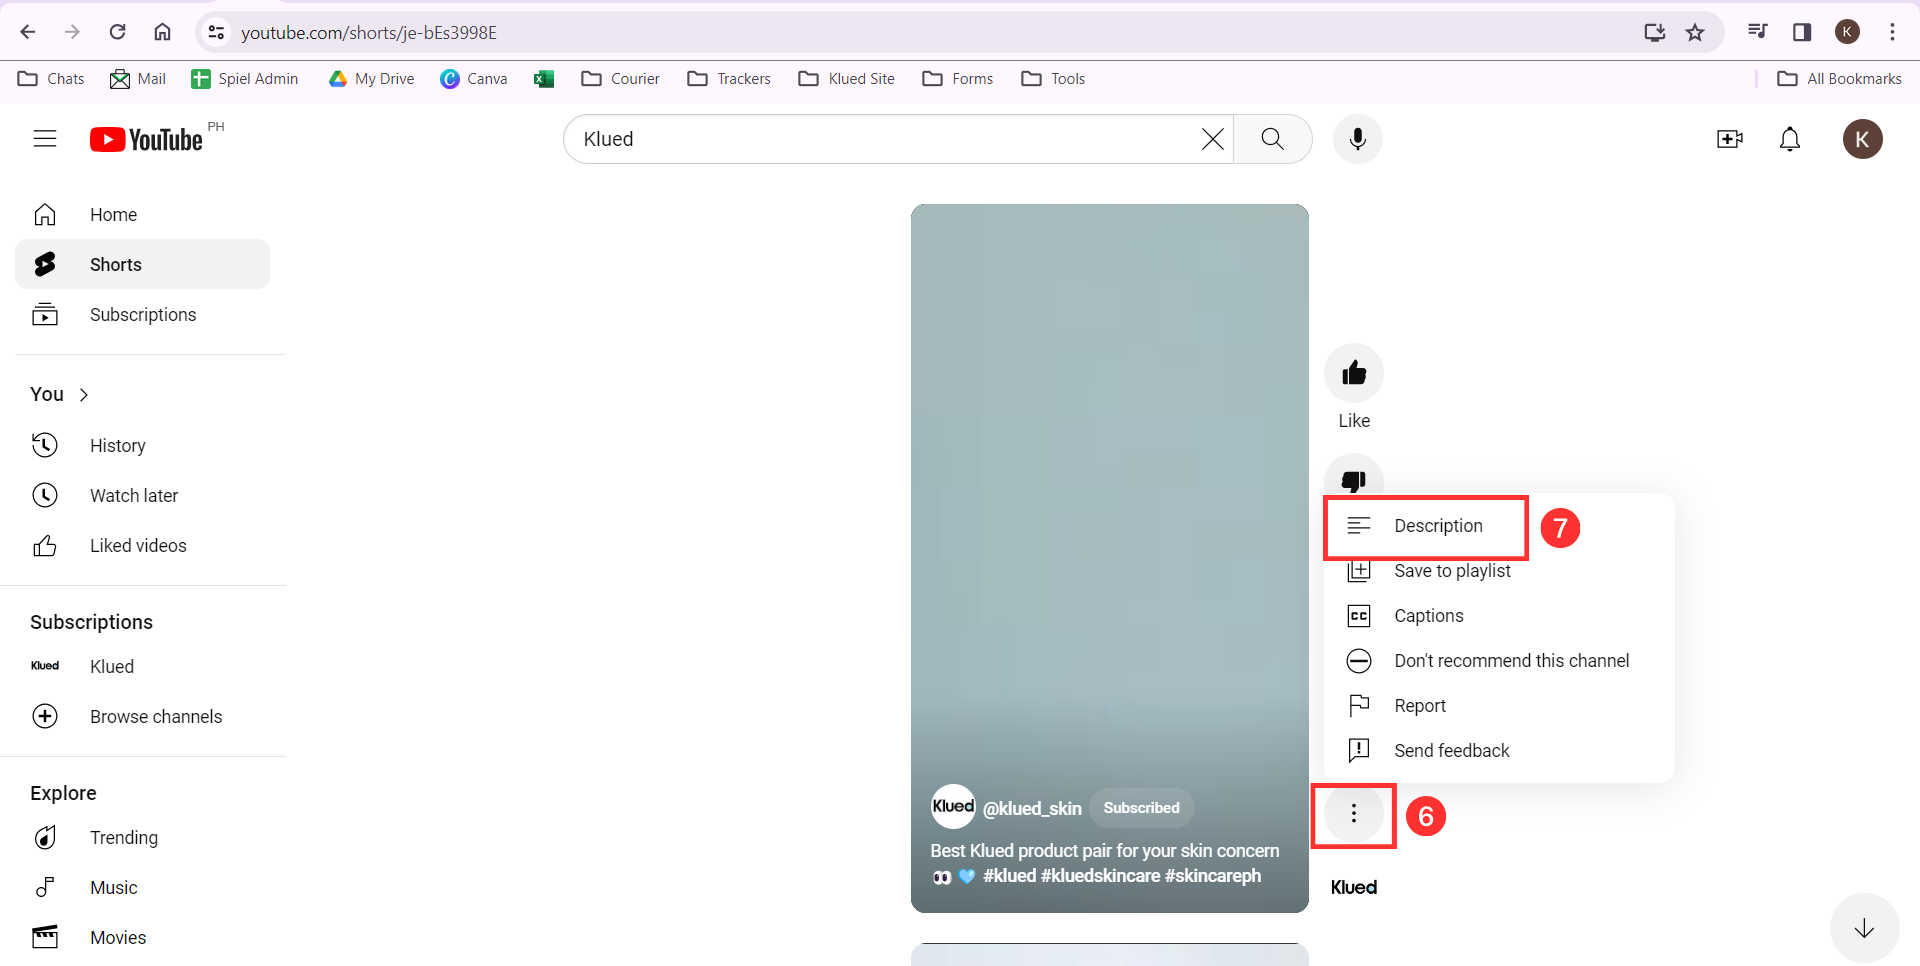 youtube.com/shorts/je-bEs3998E
K
Chats
Mail
Spiel Admin
My Drive
Canva
Courier
Trackers
Klued Site
Forms
Tools
All Bookmarks
YouTube PH
Klued
K
Home
Shorts
Subscriptions
You
History
Watch later
Liked videos
Subscriptions
Klued Klued
Browse channels
Explore
Trending
Music
Movies
Like
Description
7
Save to playlist
CC Captions
Don't recommend this channel
Report
Send feedback
6
Klued @klued_skin Subscribed
Best Klued product pair for your skin concern
👀 🩵 #klued #kluedskincare #skincareph
Klued